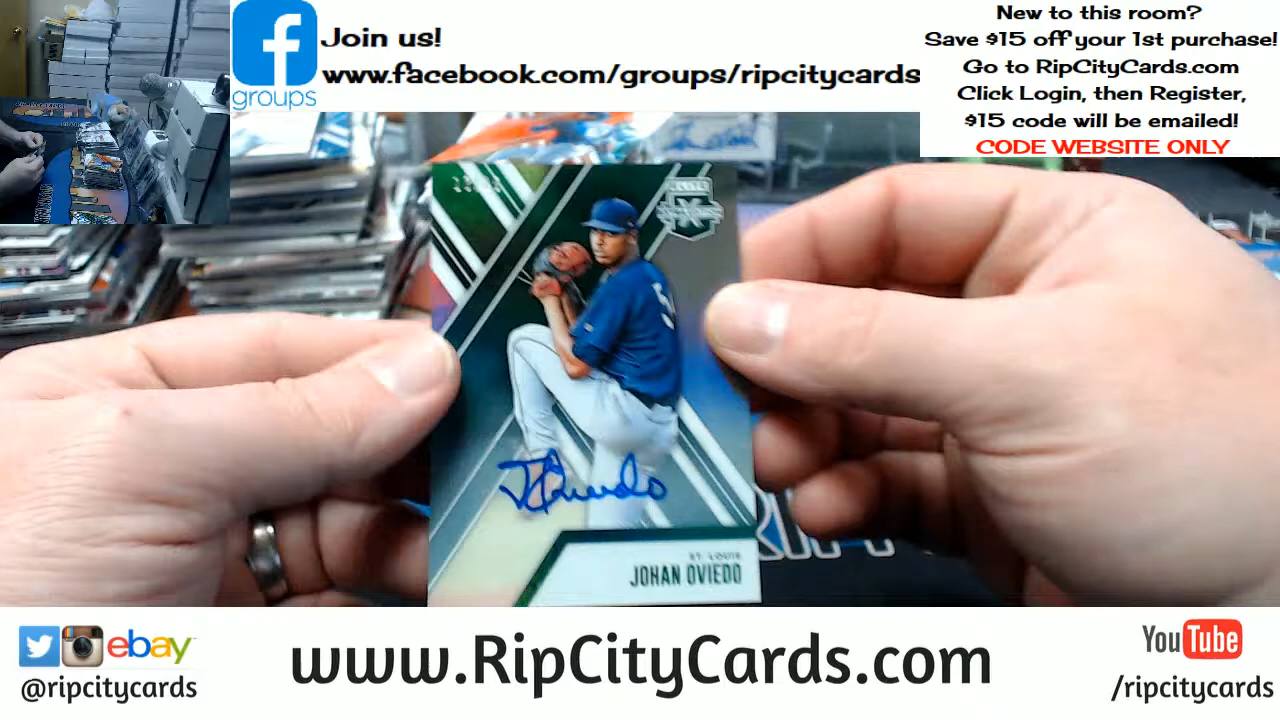 Join us!
www.facebook.com/groups/ripcitycards
groups
New to this room?
Save $15 off your 1st purchase!
Go to RipCityCards.com
Click Login, then Register,
$15 code will be emailed!
CODE WEBSITE ONLY
ELITE
ST. LOUIS
JOHAN OVIEDO
ebay
@ripcitycards
www.RipCityCards.com
YouTube
/ripcitycards